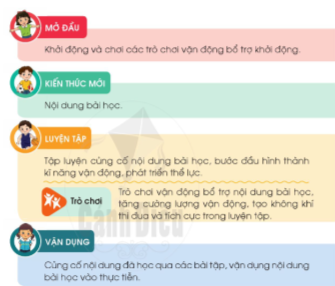 MỞ ĐẦU
Khởi động và chơi các trò chơi vận động bổ trợ khởi động.
KIẾN THỨC MỚI
Nội dung bài học.
LUYỆN TẬP
Tập luyện củng cố nội dung bài học, bước đầu hình thành
kĩ năng vận động, phát triển thể lực.
Trò chơi
Trò chơi vận động bổ trợ nội dung bài học,
tăng cường lượng vận động, tạo không khí
thi đua và tích cực trong luyện tập.
Cánh Diều
VẬN DỤNG
Củng cố nội dung đã học qua các bài tập, vận dụng nội dung
bài học vào thực tiễn.